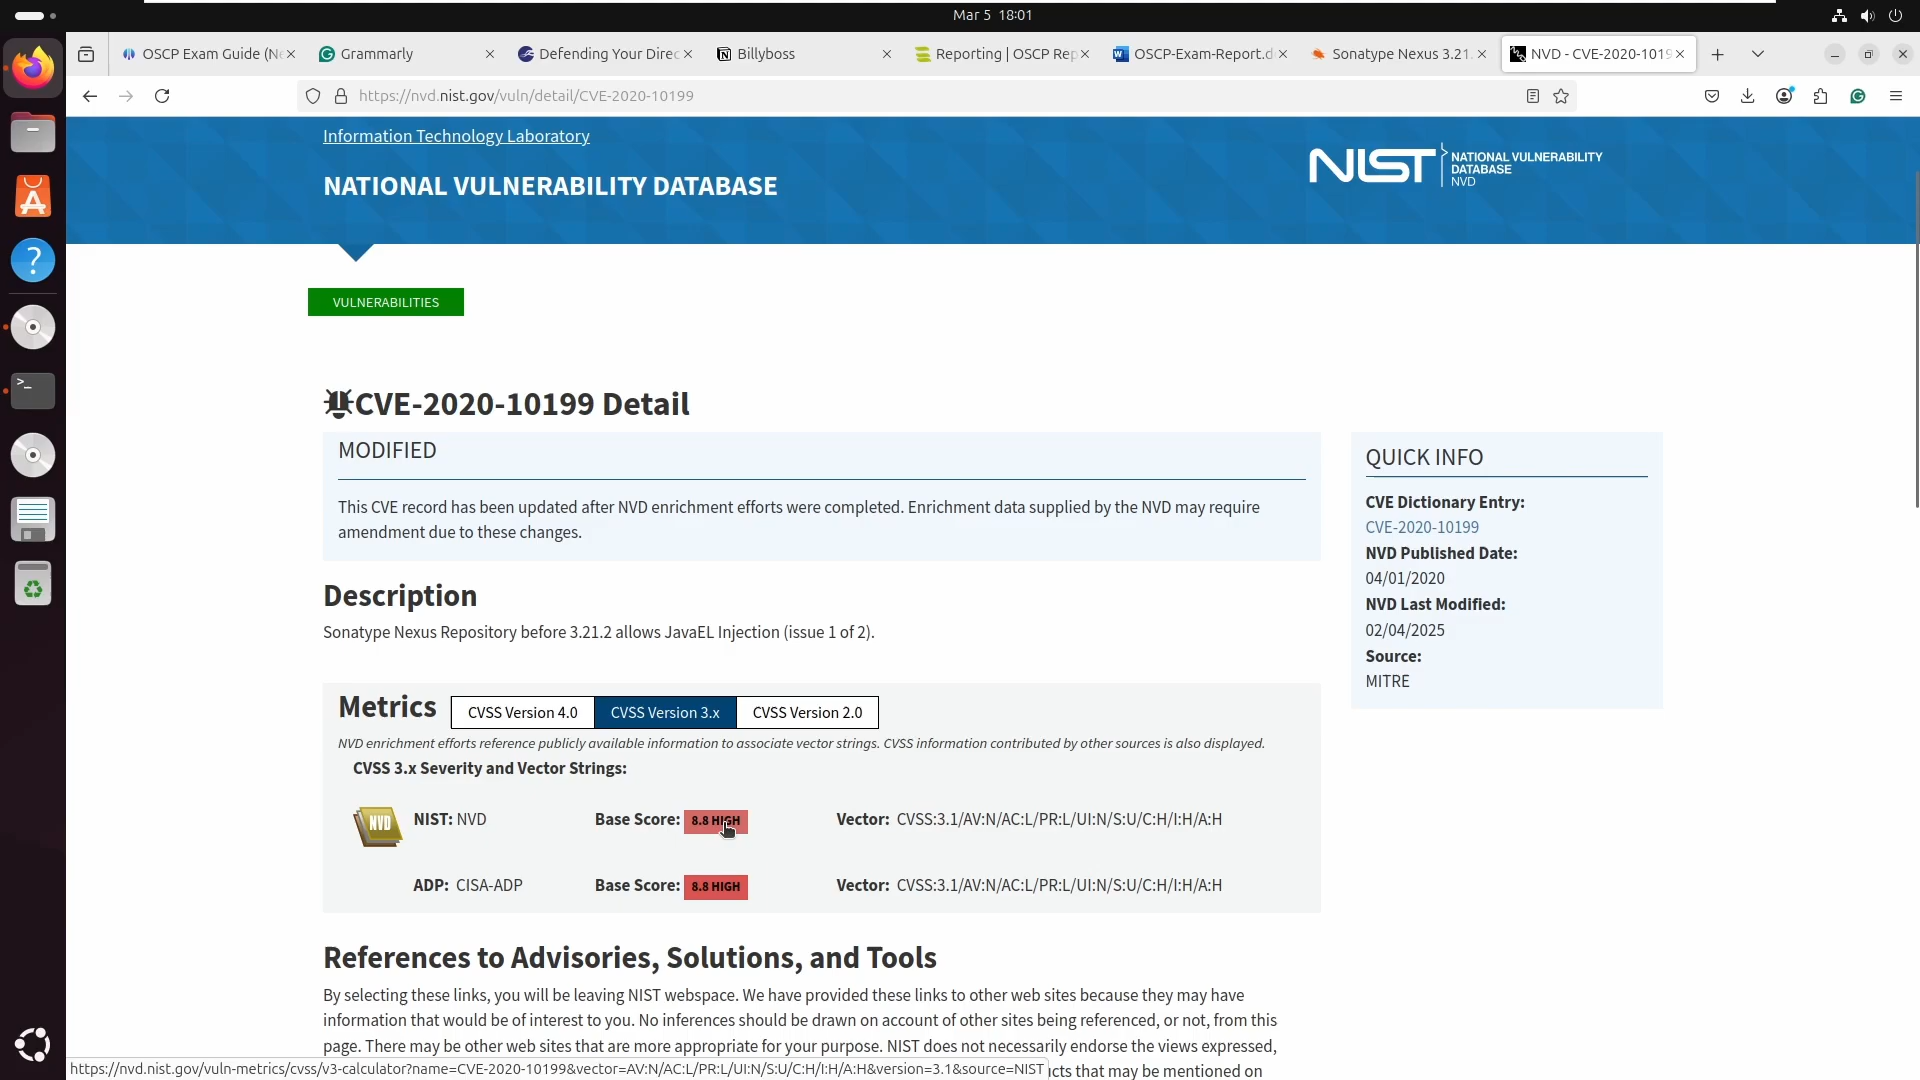 Mar 5 18:01
OSCP Exam Guide (Ne
Grammarly
Defending Your Direc
Billyboss
Reporting | OSCP Rep
OSCP-Exam-Report.d
Sonatype Nexus 3.21.
NVD - CVE-2020-1019
https://nvd.nist.gov/vuln/detail/CVE-2020-10199
Information Technology Laboratory
NATIONAL VULNERABILITY DATABASE
NIST
NATIONAL VULNERABILITY
DATABASE
NVD
VULNERABILITIES
CVE-2020-10199 Detail
MODIFIED
This CVE record has been updated after NVD enrichment efforts were completed. Enrichment data supplied by the NVD may require
amendment due to these changes.
Description
Sonatype Nexus Repository before 3.21.2 allows JavaEL Injection (issue 1 of 2).
QUICK INFO
CVE Dictionary Entry:
CVE-2020-10199
NVD Published Date:
04/01/2020
NVD Last Modified:
02/04/2025
Source:
MITRE
Metrics
CVSS Version 4.0
CVSS Version 3.x
CVSS Version 2.0
NVD enrichment efforts reference publicly available information to associate vector strings. CVSS information contributed by other sources is also displayed.
CVSS 3.x Severity and Vector Strings:
NVD
NIST: NVD
Base Score: 8.8 HIGH
Vector: CVSS:3.1/AV:N/AC:L/PR:L/UI:N/S:U/C:H/I:H/A:H
ADP: CISA-ADP
Base Score: 8.8 HIGH
Vector: CVSS:3.1/AV:N/AC:L/PR:L/UI:N/S:U/C:H/I:H/A:H
References to Advisories, Solutions, and Tools
By selecting these links, you will be leaving NIST webspace. We have provided these links to other web sites because they may have
information that would be of interest to you. No inferences should be drawn on account of other sites being referenced, or not, from this
page. There may be other web sites that are more appropriate for your purpose. NIST does not necessarily endorse the views expressed,
https://nvd.nist.gov/vuln-metrics/cvss/v3-calculator?name=CVE-2020-10199&vector=AV:N/AC:L/PR:L/UI:N/S:U/C:H/I:H/A:H&version=3.1&source=NIST
cts that may be mentioned on